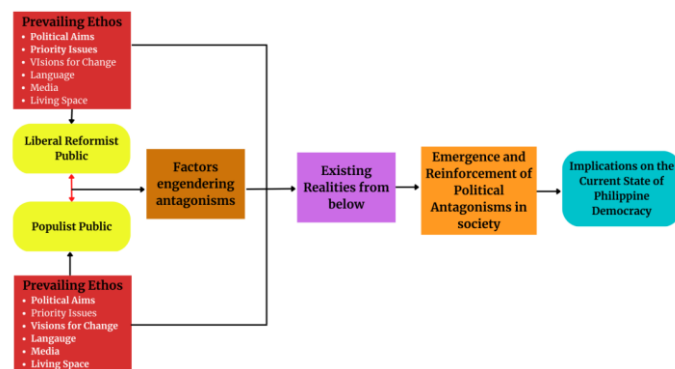 Prevailing Ethos
• Political Aims
• Priority Issues
• VIsions for Change
• Language
• Media
• Living Space
Liberal Reformist
Public
Populist Public
Prevailing Ethos
• Political Aims
• Priority Issues
• Visions for Change
• Langauge
• Media
• Living Space
Factors
engendering
antagonisms
Existing
Realities from
below
Emergence and
Reinforcement of
Political
Antagonisms in
society
Implications on the
Current State of
Philippine
Democracy